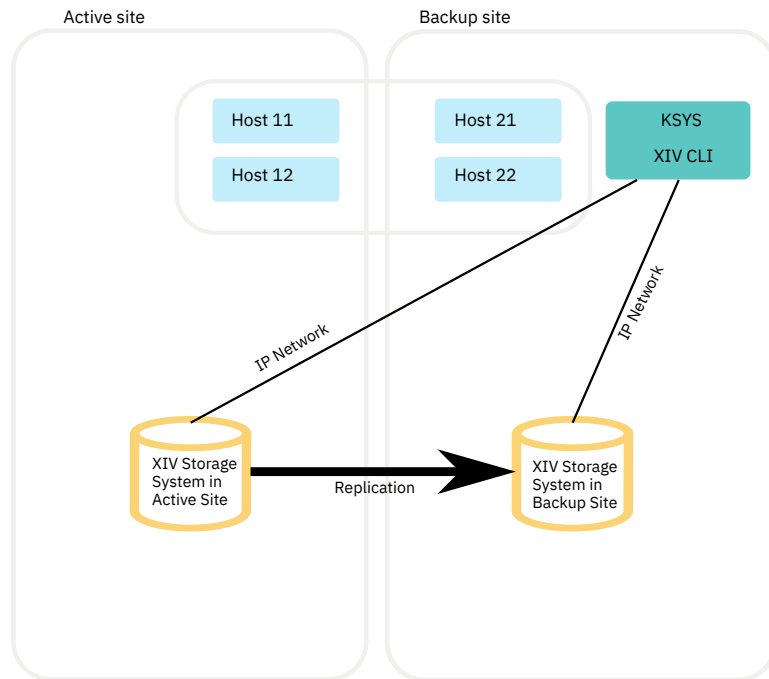 Active site
Backup site
Host 11
Host 12
Host 21
Host 22
KSYS
XIV CLI
IP Network
IP Network
XIV Storage
System in
Active Site
Replication
XIV Storage
System in
Backup Site